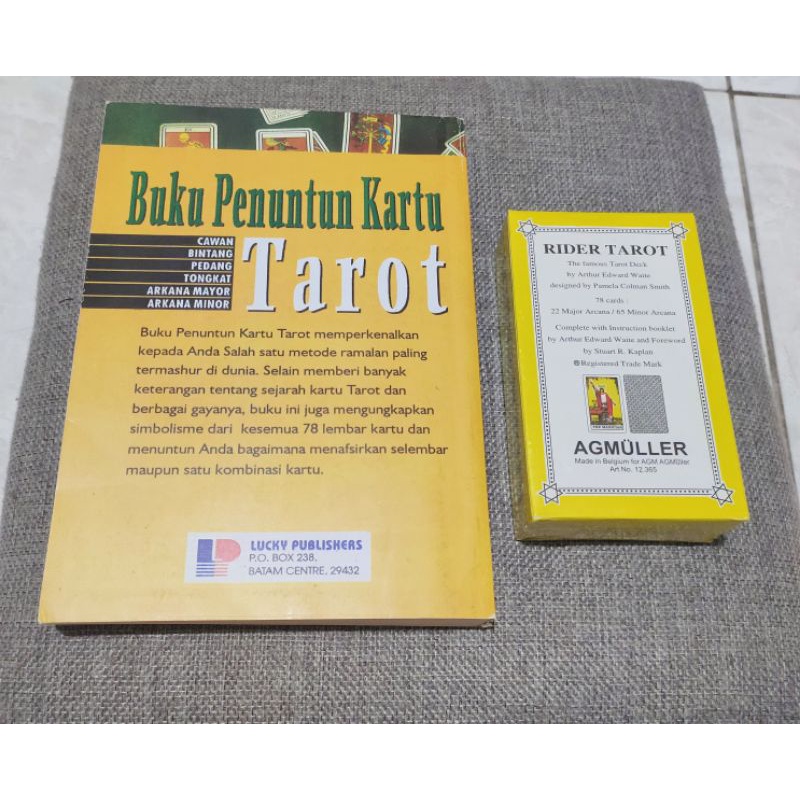 Buku Penuntun Kartu
Tarot
CAWAN
BINTANG
PEDANG
TONGKAT
ARKANA MAYOR
ARKANA MINOR
Buku Penuntun Kartu Tarot memperkenalkan
kepada Anda Salah satu metode ramalan paling
termashur di dunia. Selain memberi banyak
keterangan tentang sejarah kartu Tarot dan
berbagai gayanya, buku ini juga mengungkapkan
simbolisme dari kesemua 78 lembar kartu dan
menuntun Anda bagaimana menafsirkan selembar
maupun satu kombinasi kartu.
LUCKY PUBLISHERS
P.O. BOX 238,
BATAM CENTRE, 29432
RIDER TAROT
The famous Tarot Deck
by Arthur Edward Waite
designed by Pamela Colman Smith
78 cards :
22 Major Arcana / 65 Minor Arcana
Complete with Instruction booklet
by Arthur Edward Waite and Foreword
by Stuart R. Kaplan
Registered Trade Mark
THE MAGICIAN
AGMÜLLER
Made in Belgium for AGM AGMüller
Art No. 12.365